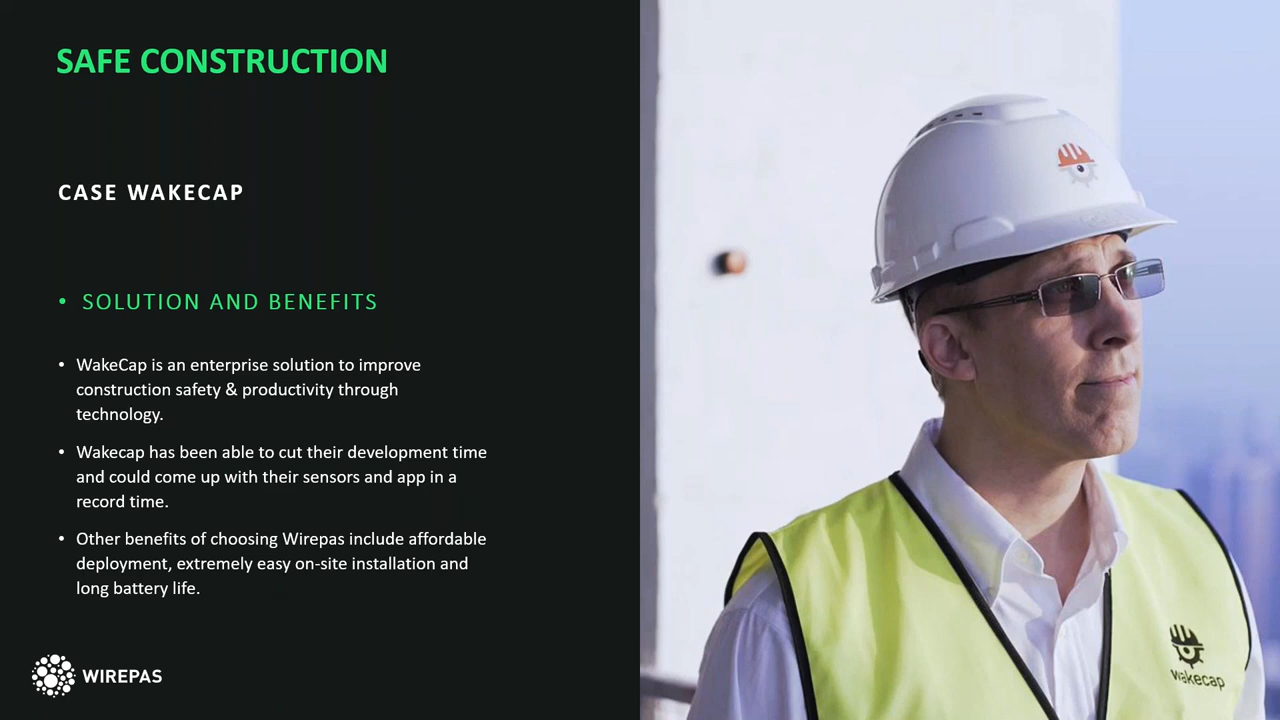 SAFE CONSTRUCTION
CASE WAKECAP
• SOLUTION AND BENEFITS
• WakeCap is an enterprise solution to improve
construction safety & productivity through
technology.
• Wakecap has been able to cut their development time
and could come up with their sensors and app in a
record time.
• Other benefits of choosing Wirepas include affordable
deployment, extremely easy on-site installation and
long battery life.
WIREPAS
wakecap